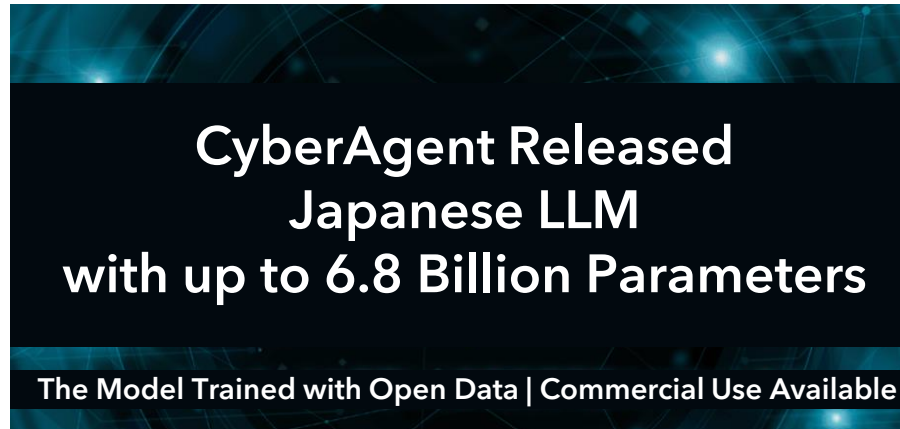 CyberAgent Released
Japanese LLM
with up to 6.8 Billion Parameters
The Model Trained with Open Data | Commercial Use Available